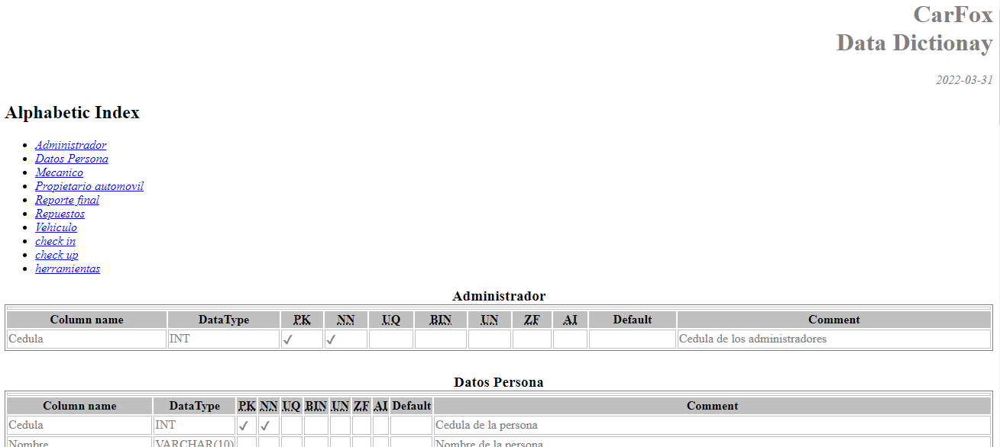 CarFox
Data Dictionay
2022-03-31
Alphabetic Index
Administrador
Datos Persona
Mecanico
Propietario automovil
Reporte final
Repuestos
Vehiculo
check in
check up
herramientas
Administrador
Column name DataType PK NN UQ BIN UN ZF AI Default Comment
Cedula INT ✓ ✓ Cedula de los administradores
Datos Persona
Column name DataType PK NN UQ BIN UN ZF AI Default Comment
Cedula INT ✓ ✓ Cedula de la persona
Nombre VARCHAR(10) Nombre de la persona